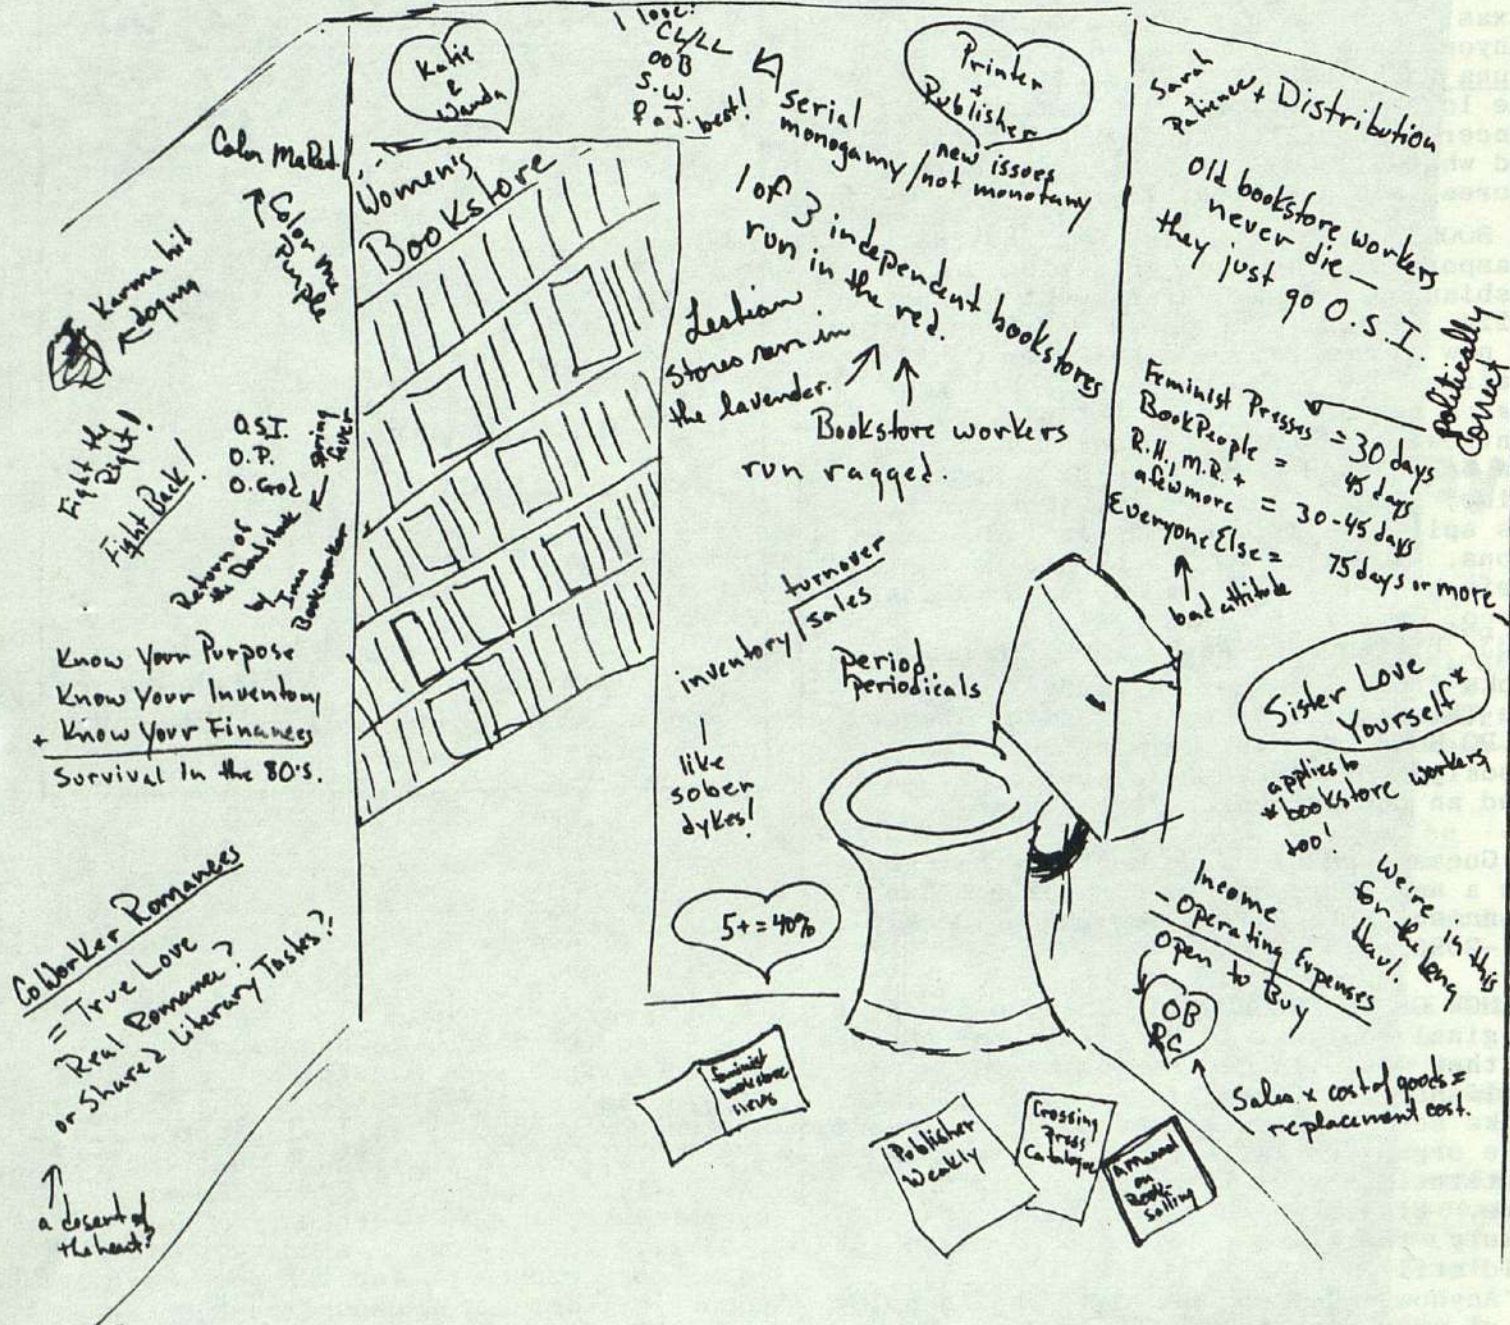 Katie
&
Wanda
I love!
CL/LL
OOB
S.W.
P a J.
best!
serial
monogamy /
new issues
not monotony
Printer
+
Publisher
Sarah
Patience
+ Distribution
Old bookstore workers
never die —
they just go O.S.I.
Color Me Red
Color me
Purple
Women's
Bookstore
1 of 3 independent bookstores
run in the red.
Lesbian
stores run in
the lavender.
Bookstore workers
run ragged.
Politically
Correct
Feminist Presses = 30 days
BookPeople = 45 days
R.H., M.R. +
a few more = 30-45 days
Everyone Else = 75 days or more
bad attitude
Karma hit
dogma
Fight the
Right!
Fight Back!
O.S.I.
O.P.
O. God
spring
fever
Return of
the Deadstock
by Ima
Bookworker
Know Your Purpose
Know Your Inventory
+ Know Your Finances
Survival in the 80's.
turnover
inventory / sales
Period
Periodicals
I
like
sober
dykes!
Sister Love
Yourself*
applies to
*bookstore workers,
too!
We're in this
for the long
Haul.
5+ = 40%
Income
- Operating Expenses
Open to Buy
OB
RC
Sales x cost of goods =
replacement cost.
CoWorker Romances
= True Love
Real Romance?
or Shared Literary Tastes?!
a desert of
the heart?
feminist
bookstore
news
Publisher
Weakly
Crossing
Press
Catalogue
a manual
on
Book-
selling